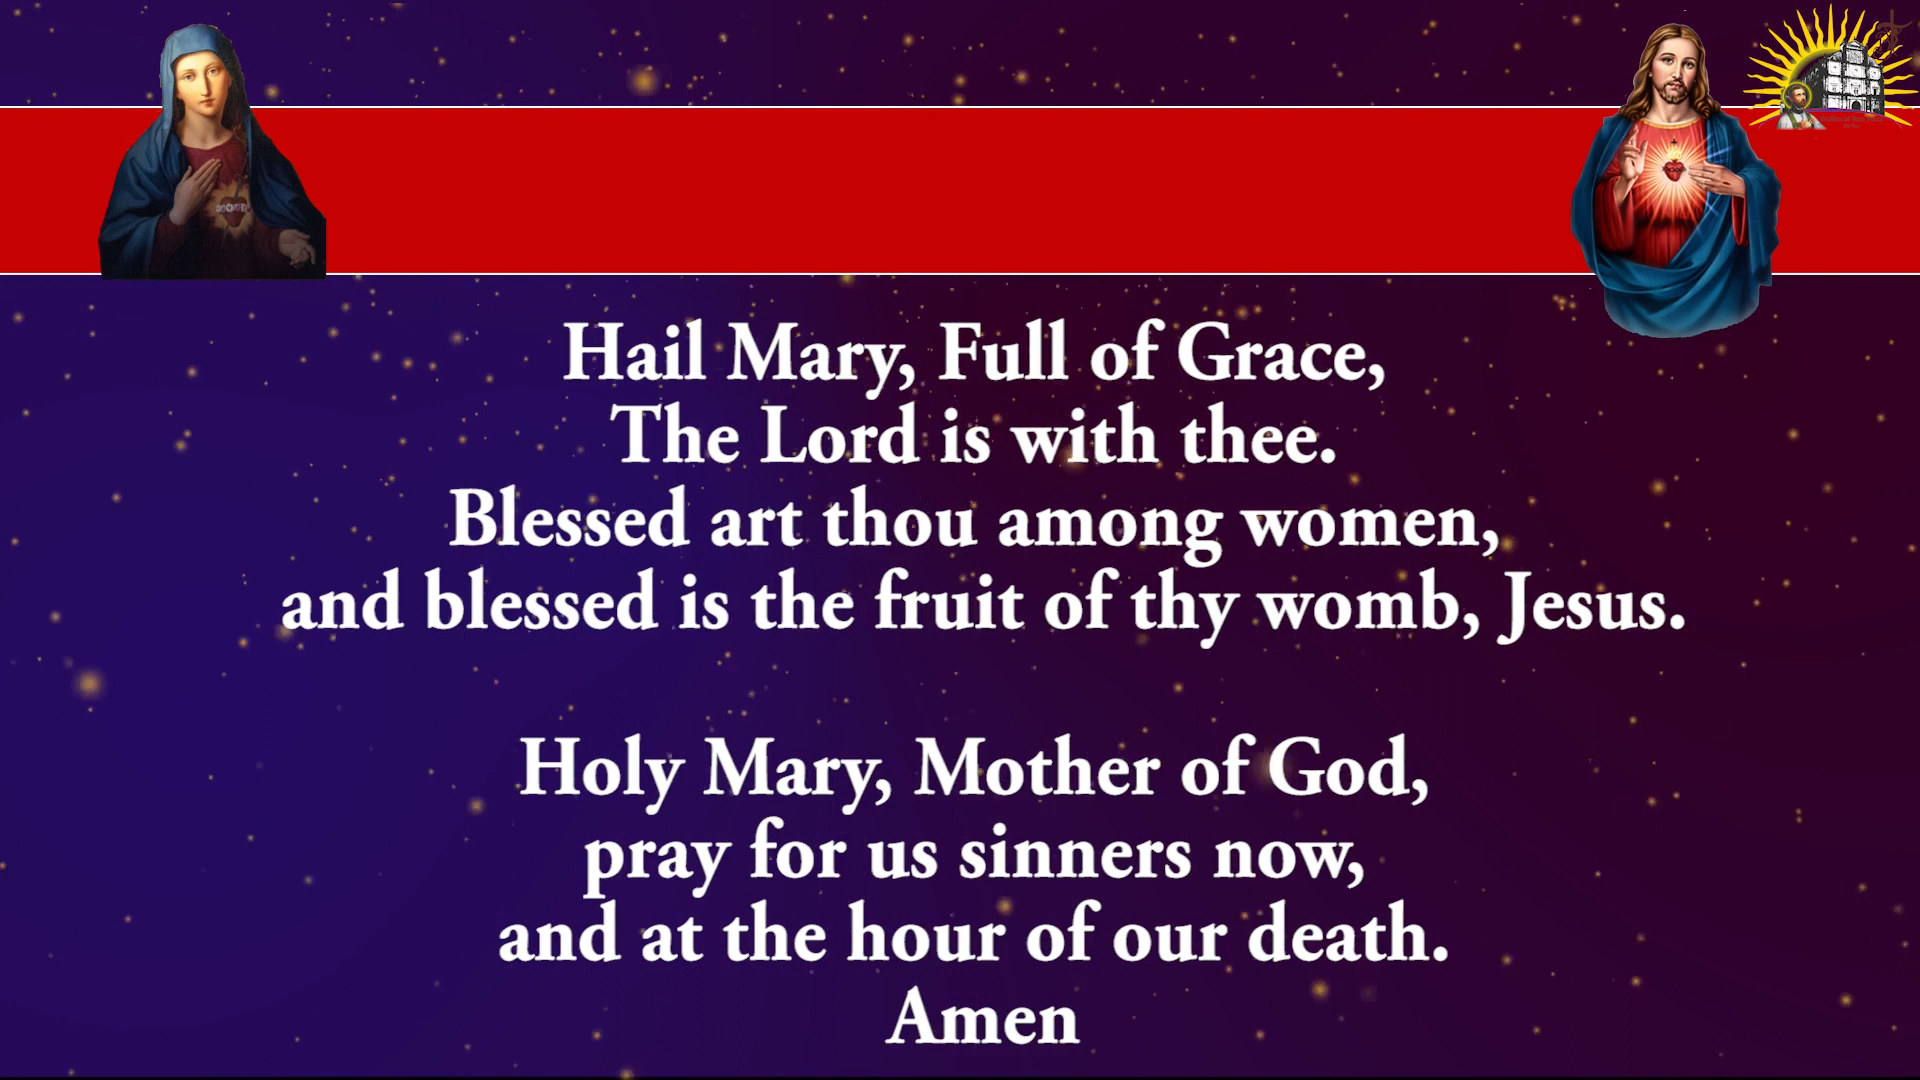 Hail Mary, Full of Grace,
The Lord is with thee.
Blessed art thou among women,
and blessed is the fruit of thy womb, Jesus.
Holy Mary, Mother of God,
pray for us sinners now,
and at the hour of our death.
Amen